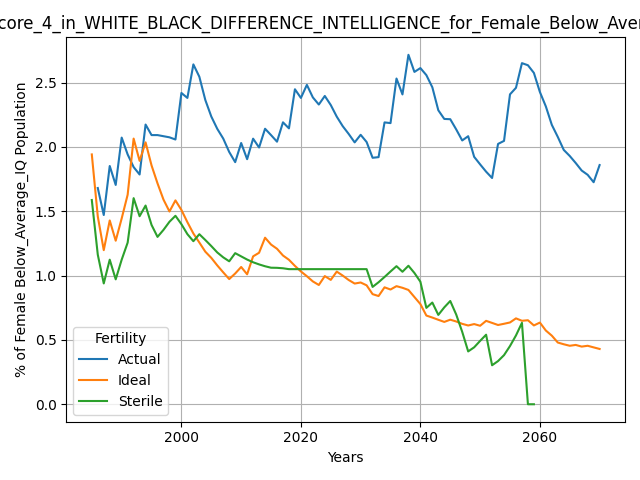 core_4_in_WHITE_BLACK_DIFFERENCE_INTELLIGENCE_for_Female_Below_Aver
% of Female Below_Average_IQ Population
2.5
2.0
1.5
1.0
0.5
0.0
Fertility
Actual
Ideal
Sterile
2000
2020
2040
2060
Years